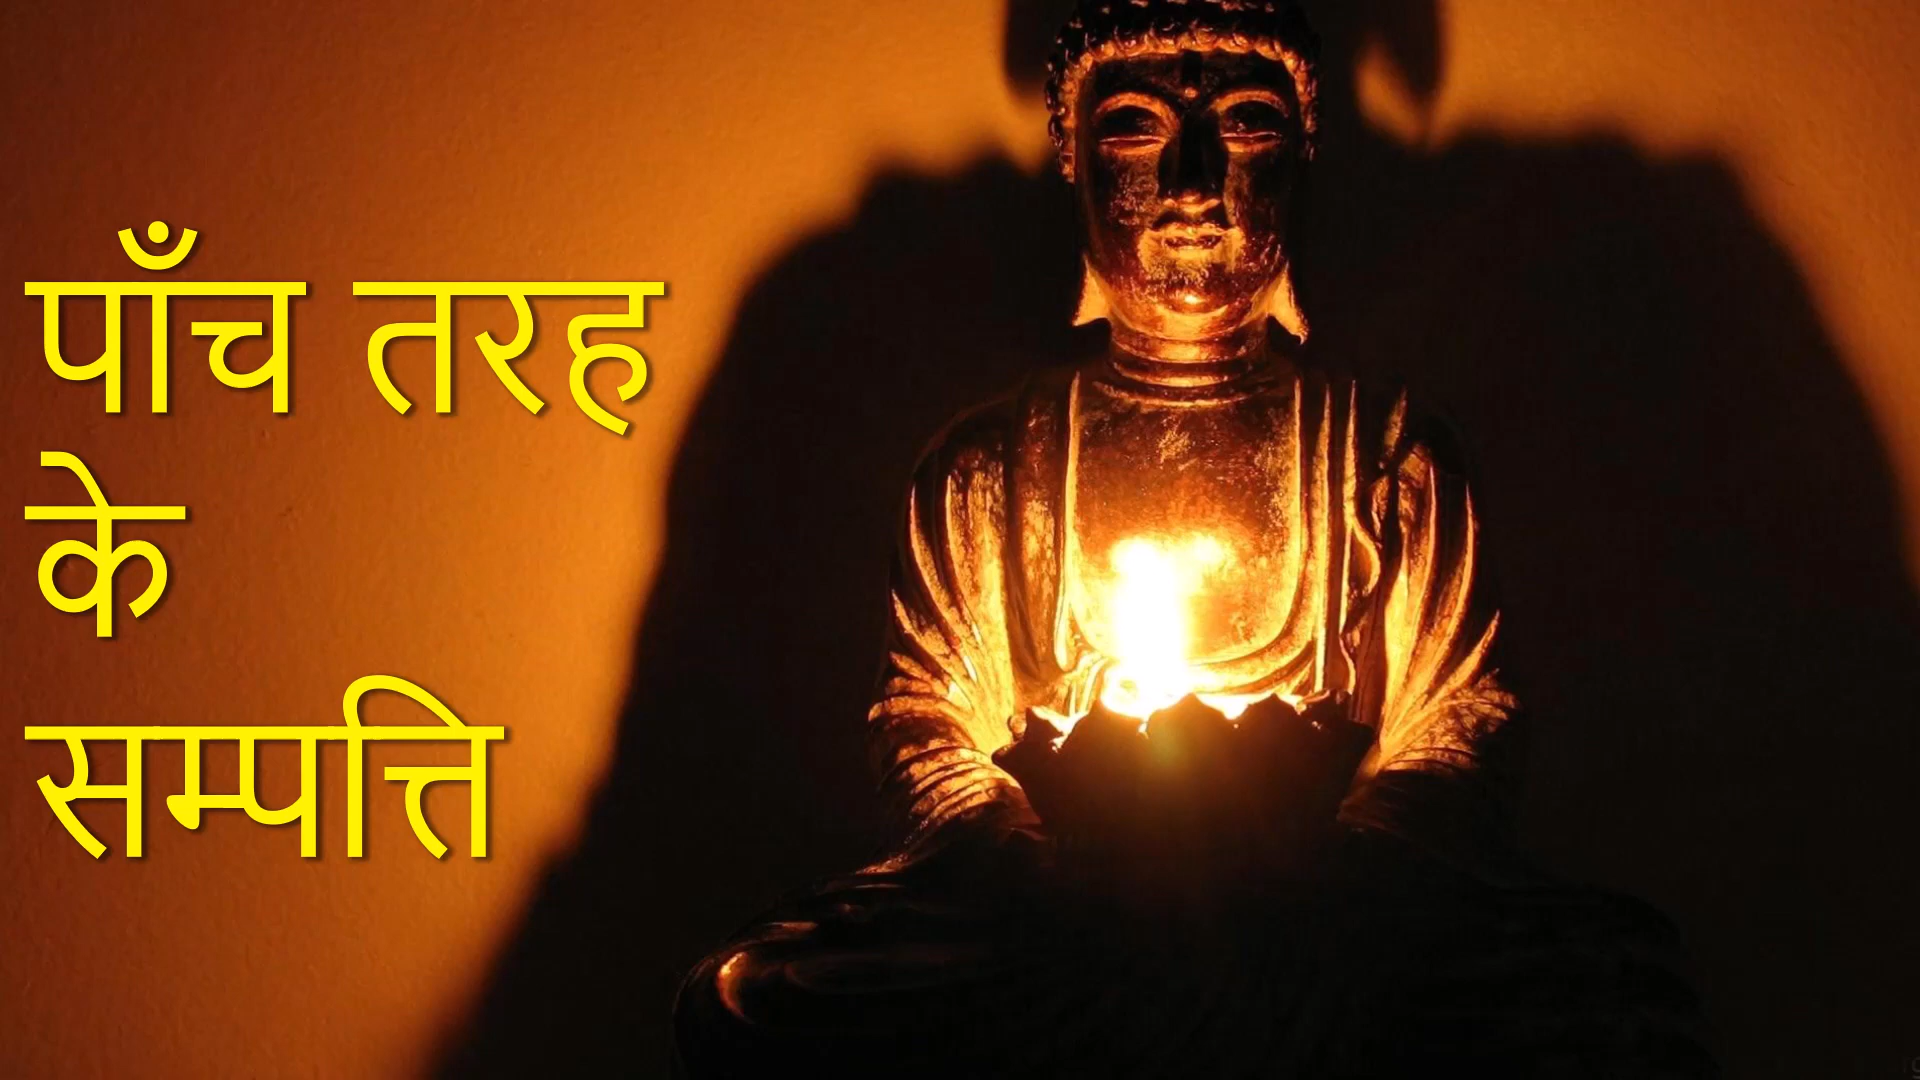 पाँच तरह
के
सम्पत्ति